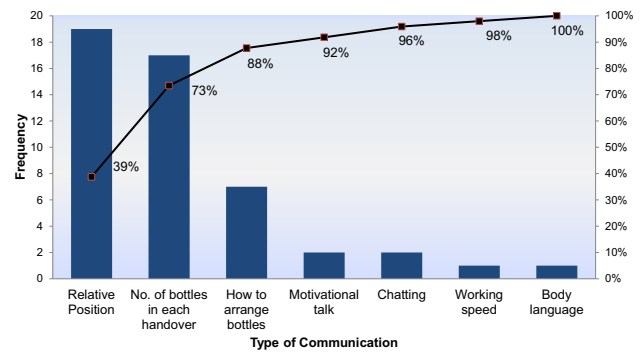 20
18
16
14
12
10
8
6
4
2
0
Frequency
100%
90%
80%
70%
60%
50%
40%
30%
20%
10%
0%
39%
73%
88%
92%
96%
98%
100%
Relative
Position
No. of bottles
in each
handover
How to
arrange
bottles
Motivational
talk
Chatting
Working
speed
Body
language
Type of Communication